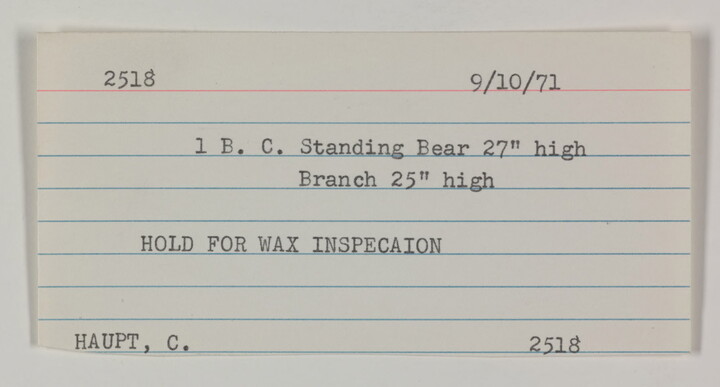 2518 9/10/71
1 B. C. Standing Bear 27" high
Branch 25" high
HOLD FOR WAX INSPECAION
HAUPT, C. 2518